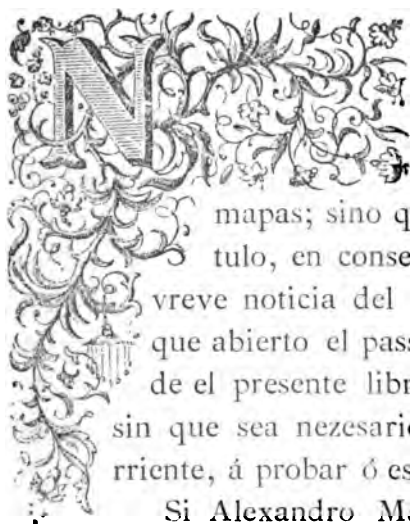 N
mapas; sino q
tulo, en conse
vreve noticia del
que abierto el pass
de el presente libr
sin que sea nezesario
rriente, á probar ó es
Si Alexandro M.